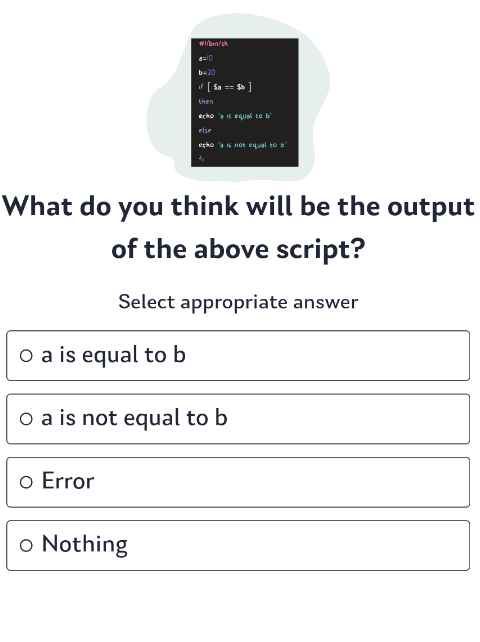 #!/bin/sh
a=10
b=20
if [ $a == $b ]
then
echo 'a is equal to b'
else
echo 'a is not equal to b'
fi
What do you think will be the output
of the above script?
Select appropriate answer
a is equal to b
a is not equal to b
Error
Nothing